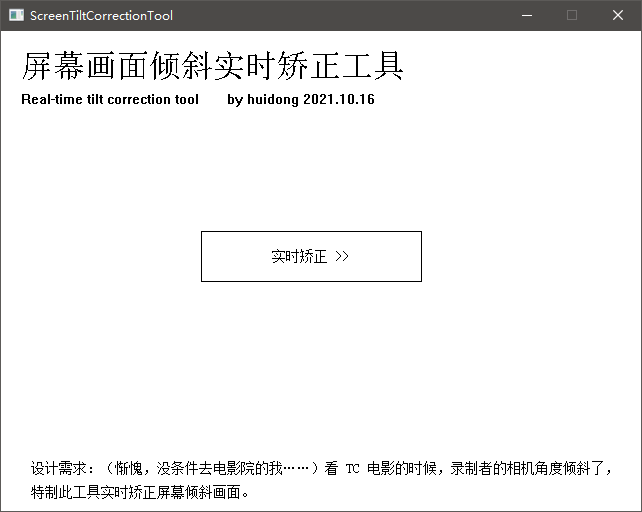 ScreenTiltCorrectionTool
屏幕画面倾斜实时矫正工具
Real-time tilt correction tool by huidong 2021.10.16
实时矫正 >>
设计需求：（惭愧，没条件去电影院的我……）看 TC 电影的时候，录制者的相机角度倾斜了，
特制此工具实时矫正屏幕倾斜画面。